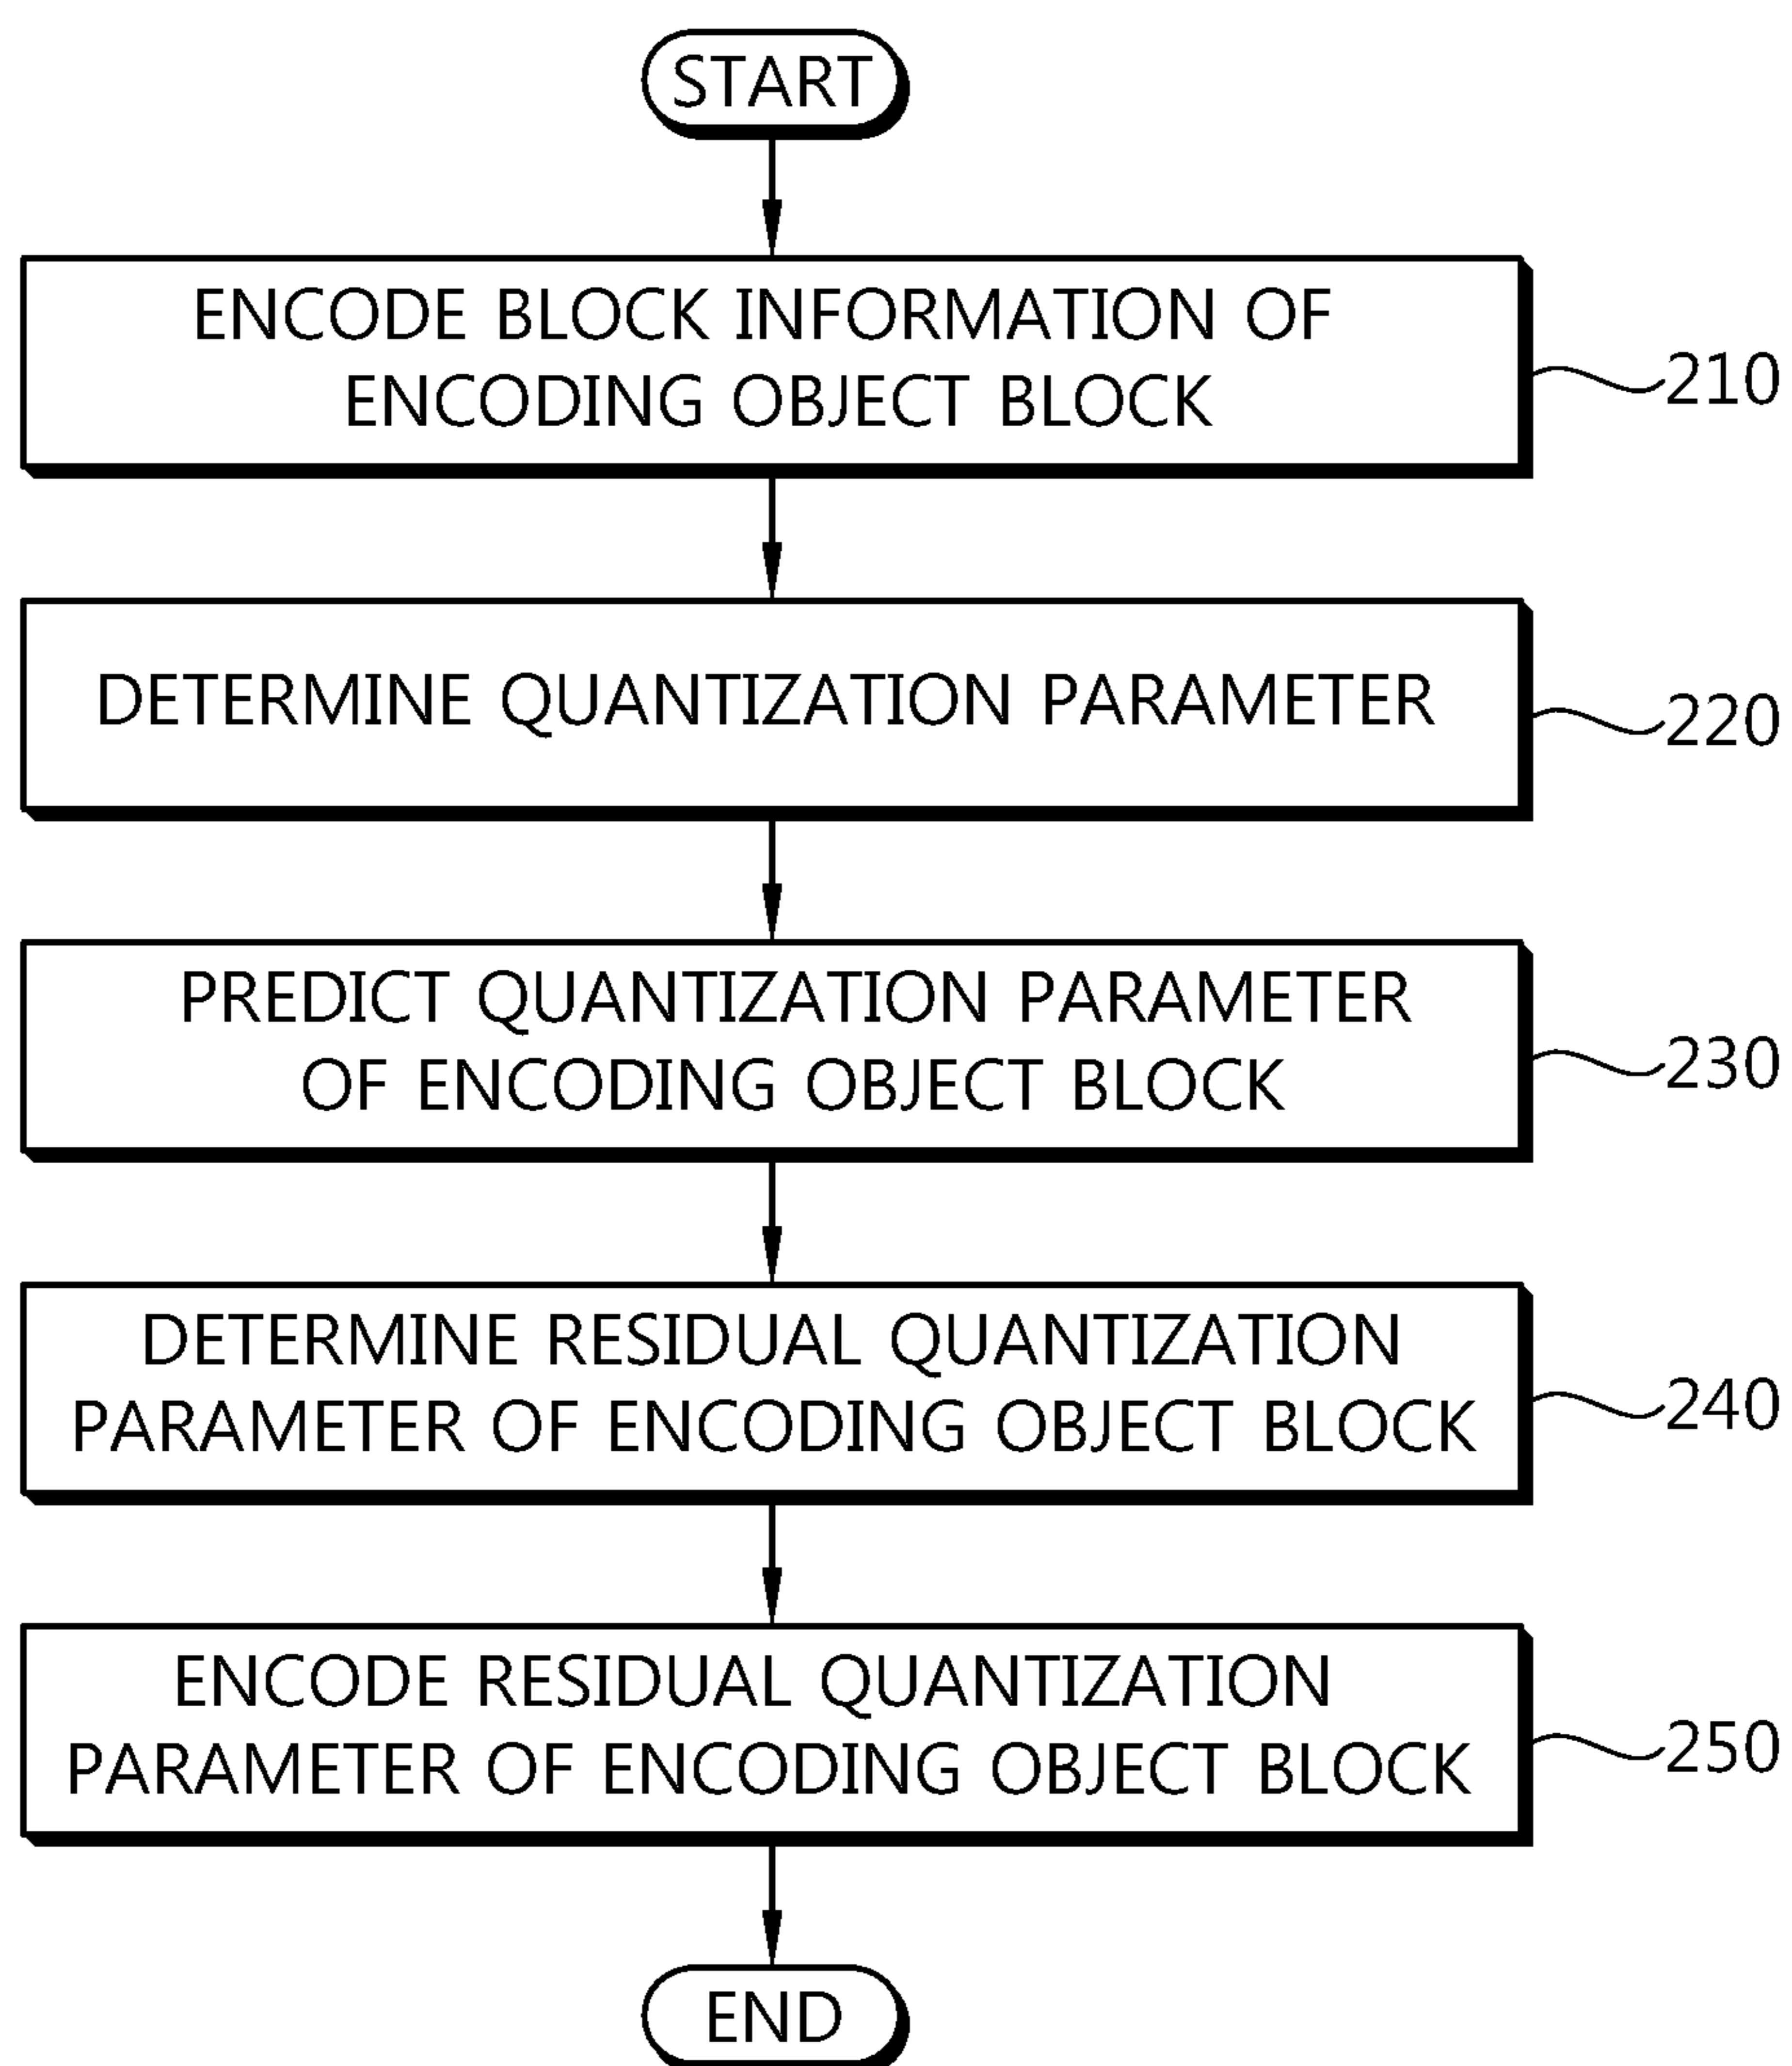 START
ENCODE BLOCK INFORMATION OF
ENCODING OBJECT BLOCK
210
DETERMINE QUANTIZATION PARAMETER
220
PREDICT QUANTIZATION PARAMETER
OF ENCODING OBJECT BLOCK
230
DETERMINE RESIDUAL QUANTIZATION
PARAMETER OF ENCODING OBJECT BLOCK
240
ENCODE RESIDUAL QUANTIZATION
PARAMETER OF ENCODING OBJECT BLOCK
250
END